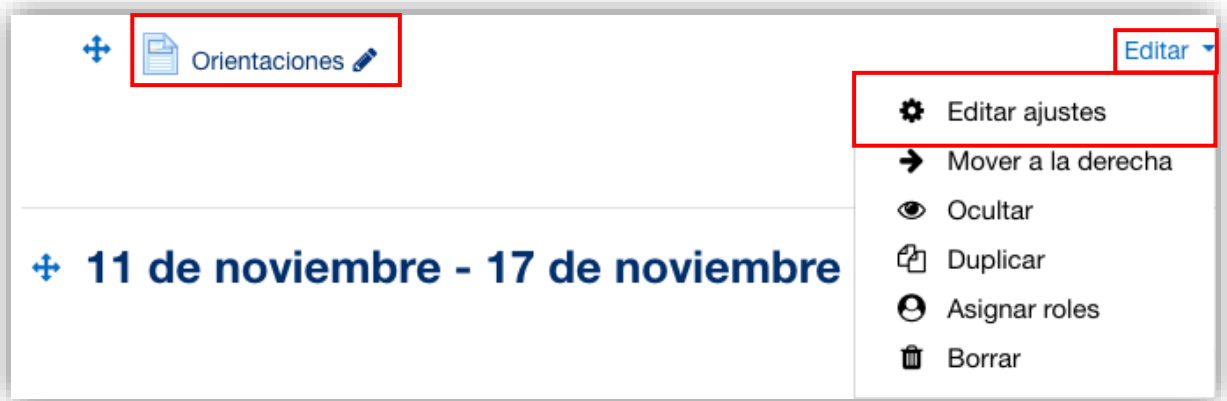 Orientaciones
Editar
Editar ajustes
Mover a la derecha
Ocultar
11 de noviembre - 17 de noviembre
Duplicar
Asignar roles
Borrar